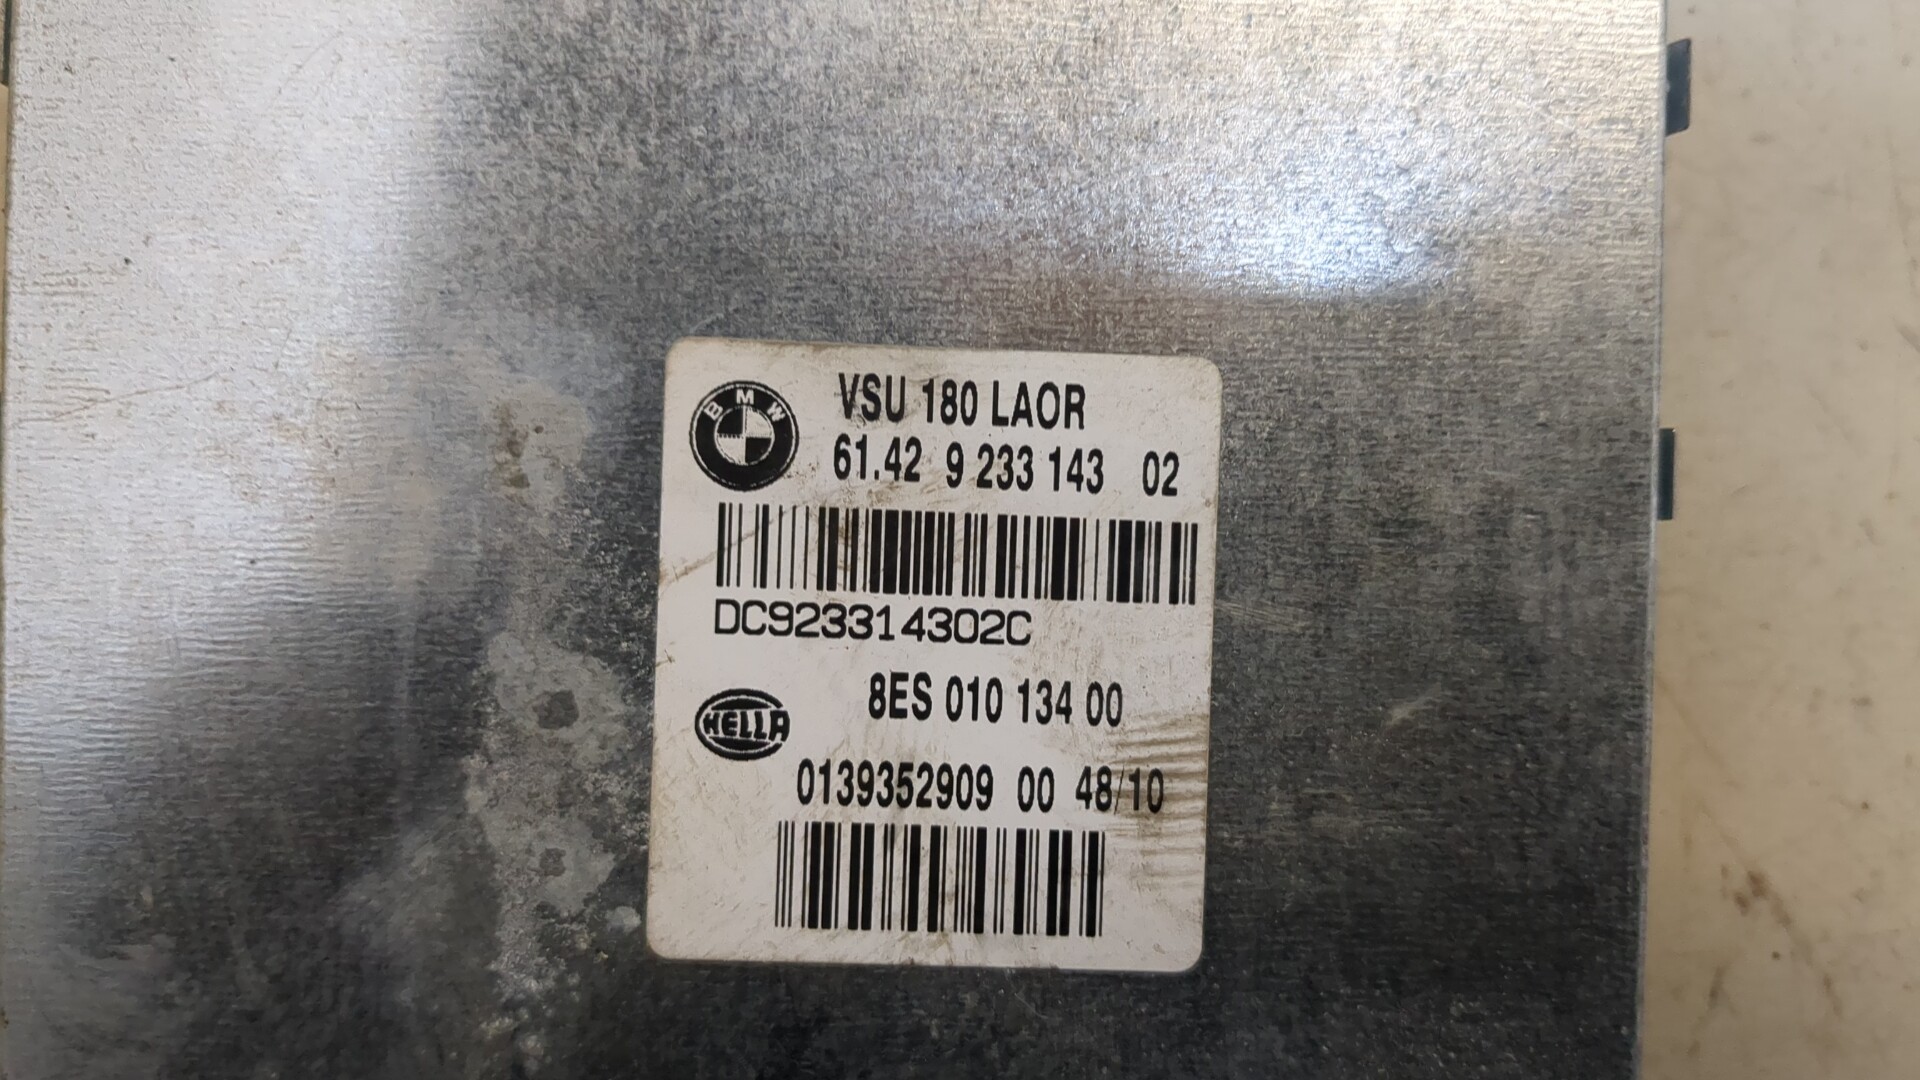 BMW
VSU 180 LAOR
61.42 9 233 143 02
DC923314302C
8ES 010 134 00
HELLA
0139352909 00 48/10